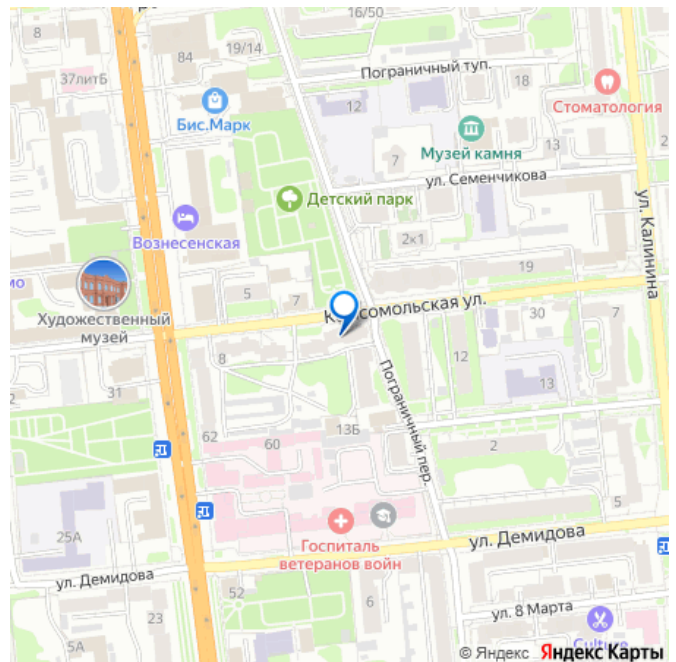 16/50
8
19/14
84
37литБ
Пограничный туп.
18
Стоматология
12
Бис.Марк
Музей камня
13
2
7
ул. Семенчикова
Детский парк
Вознесенская
2к1
ул. Калинина
мо
19
5
7
Комсомольская ул.
Художественный
музей
30
7
8
12
31
13
Пограничный пер.
62
60
13Б
2
5
25А
Госпиталь
ветеранов войн
ул. Демидова
ул. Демидова
52
6
23
ул. 8 Марта
5А
Culture
© Яндекс Яндекс Карты